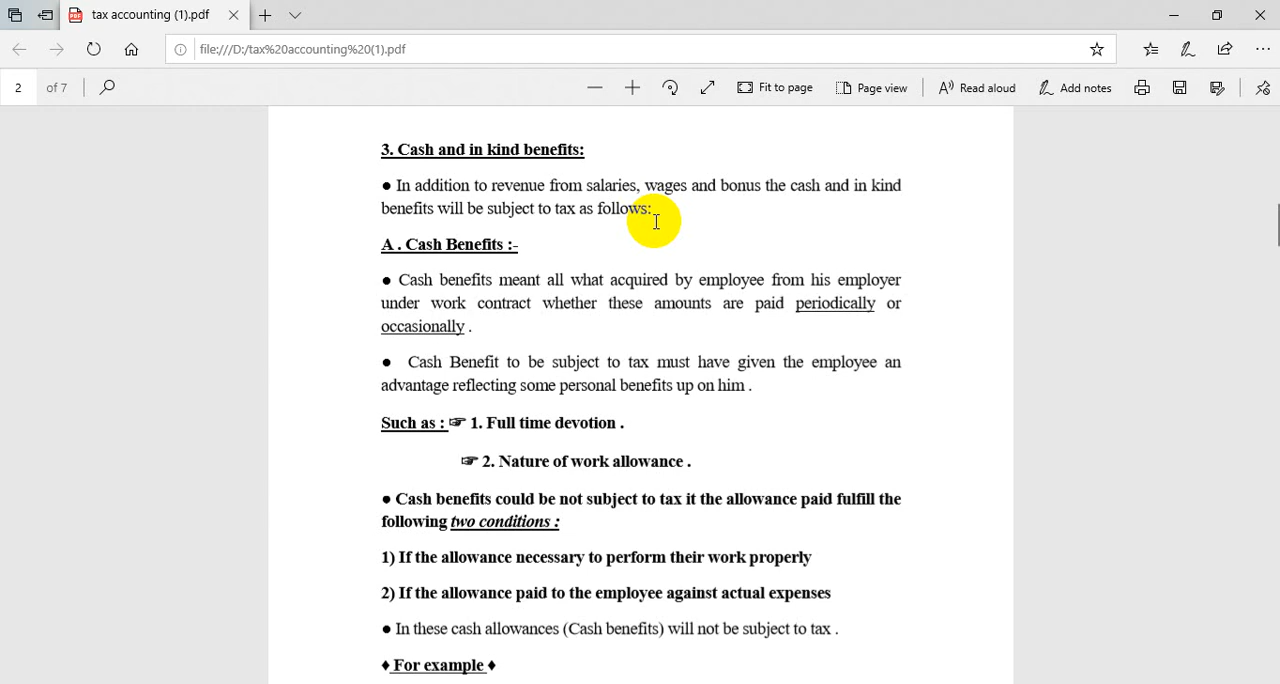 tax accounting (1).pdf
file:///D:/tax%20accounting%20(1).pdf
2 of 7 Fit to page Page view Read aloud Add notes
3. Cash and in kind benefits:
● In addition to revenue from salaries, wages and bonus the cash and in kind
benefits will be subject to tax as follows:
A . Cash Benefits :-
● Cash benefits meant all what acquired by employee from his employer
under work contract whether these amounts are paid periodically or
occasionally .
● Cash Benefit to be subject to tax must have given the employee an
advantage reflecting some personal benefits up on him .
Such as : ☞ 1. Full time devotion .
☞ 2. Nature of work allowance .
● Cash benefits could be not subject to tax it the allowance paid fulfill the
following two conditions :
1) If the allowance necessary to perform their work properly
2) If the allowance paid to the employee against actual expenses
● In these cash allowances (Cash benefits) will not be subject to tax .
♦ For example ♦